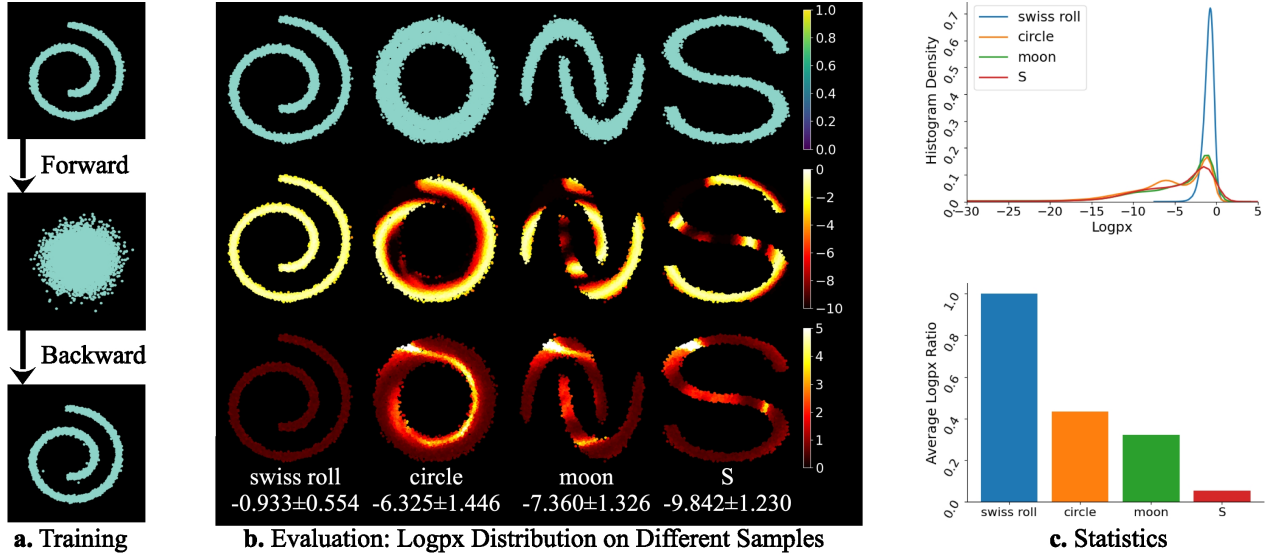 Forward
Backward
a. Training
1.0
0.8
0.6
0.4
0.2
0.0
0
−2
−4
−6
−8
−10
5
4
3
2
1
0
swiss roll circle moon S
-0.933±0.554 -6.325±1.446 -7.360±1.326 -9.842±1.230
b. Evaluation: Logpx Distribution on Different Samples
swiss roll
circle
moon
S
Histogram Density
0.7
0.6
0.5
0.4
0.3
0.2
0.1
0.0
−30 −25 −20 −15 −10 −5 0 5
Logpx
Average Logpx Ratio
1.0
0.8
0.6
0.4
0.2
0.0
swiss roll circle moon S
c. Statistics